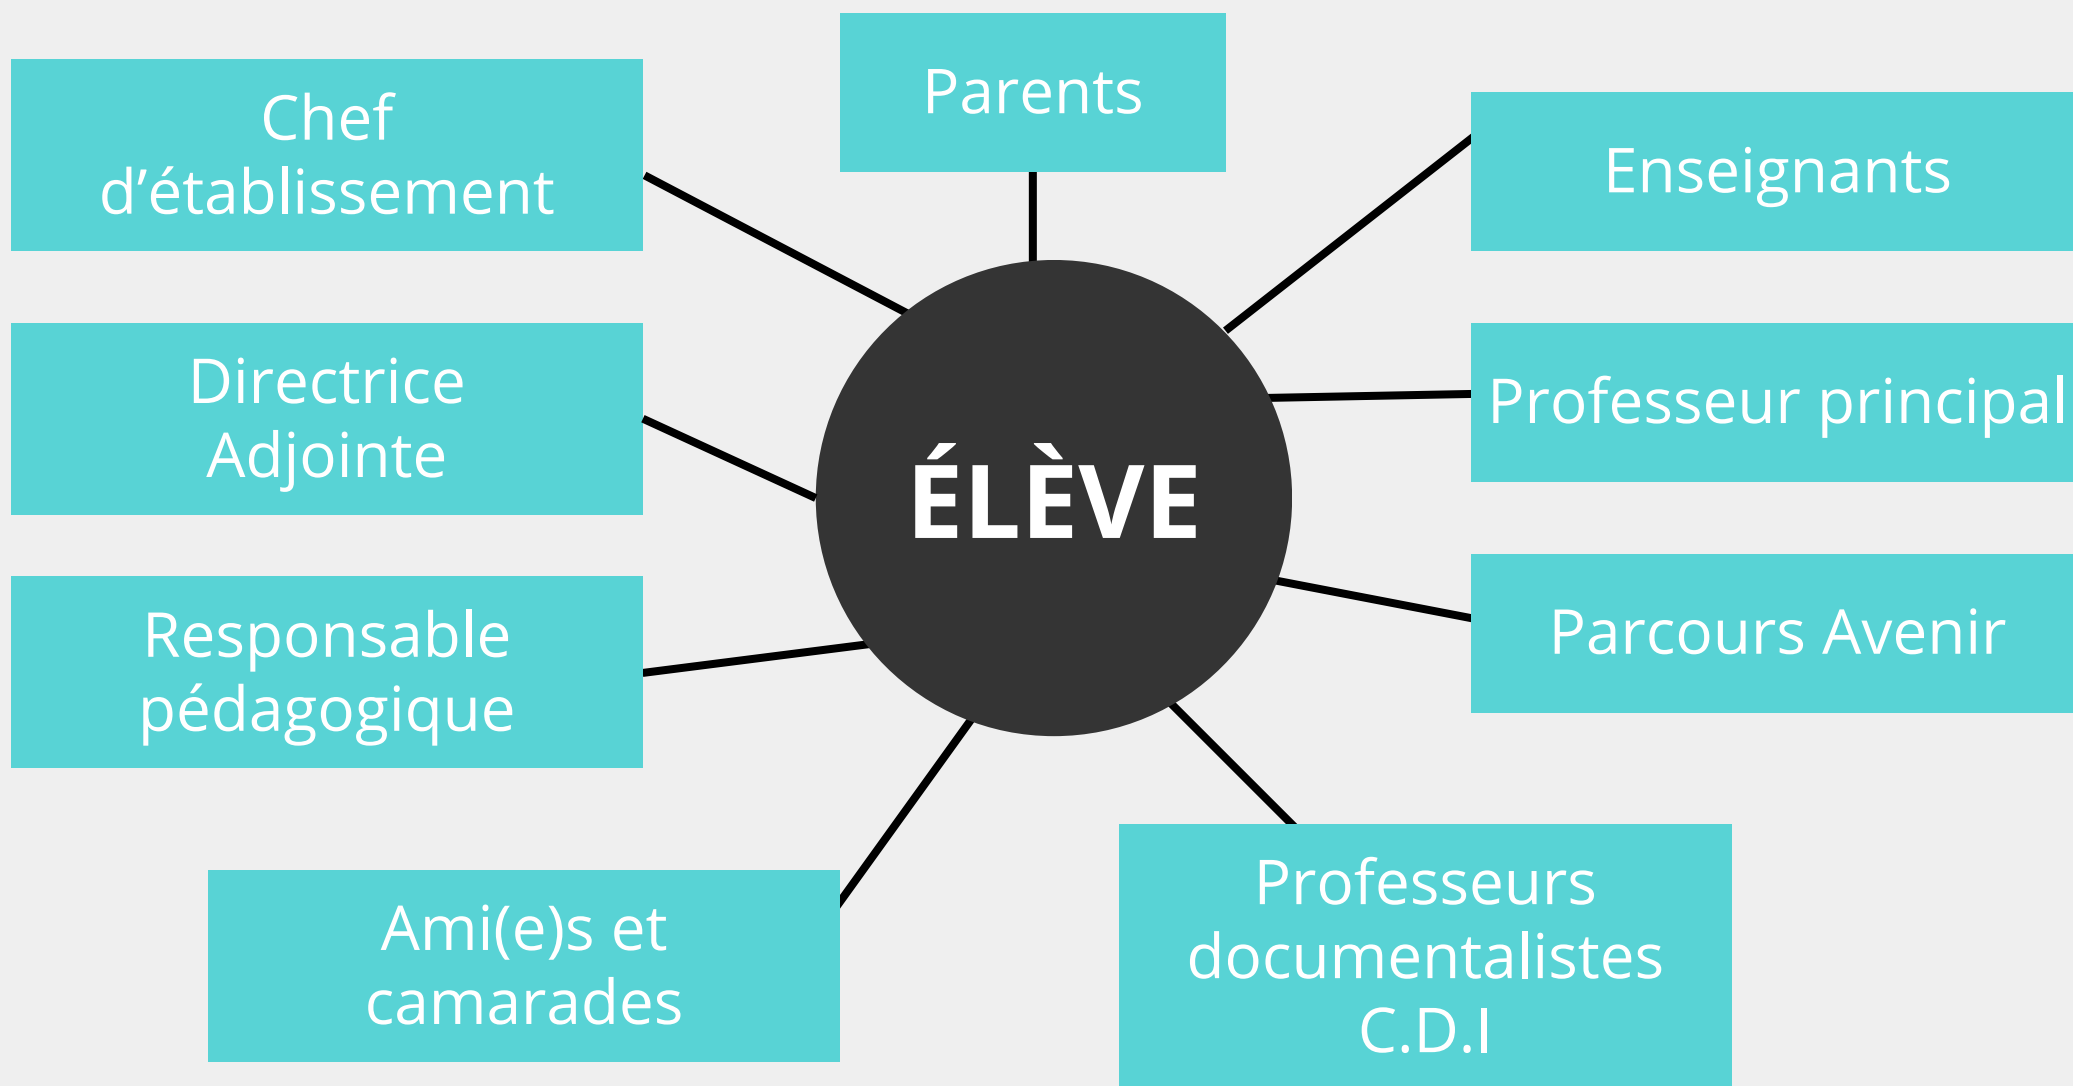 Parents
Chef
d’établissement
Enseignants
Directrice
Adjointe
Professeur principal
ÉLÈVE
Responsable
pédagogique
Parcours Avenir
Ami(e)s et
camarades
Professeurs
documentalistes
C.D.I